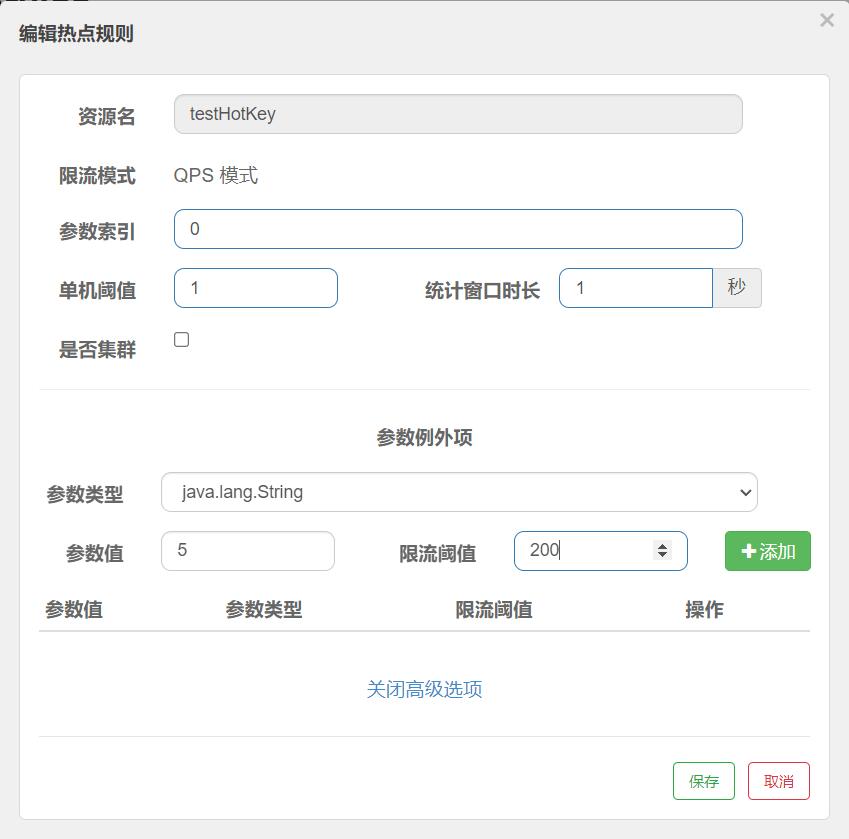 编辑热点规则
×
资源名 testHotKey
限流模式 QPS 模式
参数索引 0
单机阈值 1 统计窗口时长 1 秒
是否集群
参数例外项
参数类型 java.lang.String
参数值 5 限流阈值 200 添加
参数值 参数类型 限流阈值 操作
关闭高级选项
保存 取消